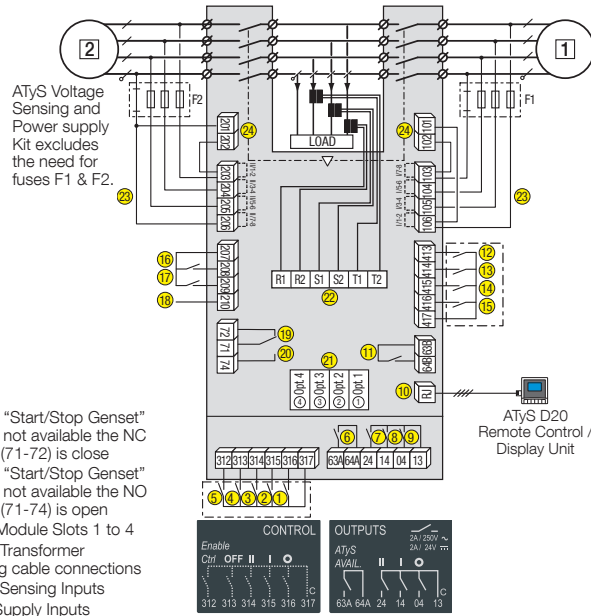 2
1
ATyS Voltage
Sensing and
Power supply
Kit excludes
the need for
fuses F1 & F2.
F2
F1
LOAD
201
202
24
24
101
102
203
204
205
206
I/1-2
I/3-4
I/5-6
I/7-8
I/7-8
I/5-6
I/3-4
I/1-2
103
104
105
106
23
23
16
17
18
207
208
209
210
R1 R2 S1 S2 T1 T2
22
413
414
415
416
417
12
13
14
15
72
71
74
19
20
21
Opt.4 Opt.3 Opt.2 Opt.1
4 3 2 1
11
63B
64B
10
RJ
ATyS D20
Remote Control /
Display Unit
"Start/Stop Genset"
not available the NC
(71-72) is close
"Start/Stop Genset"
not available the NO
(71-74) is open
Module Slots 1 to 4
Transformer
g cable connections
Sensing Inputs
Supply Inputs
6 7 8 9
312 313 314 315 316 317
63A 64A 24 14 04 13
5 4 3 2 1
CONTROL
Enable
Ctrl OFF II I O
C
312 313 314 315 316 317
OUTPUTS
2A / 250V ~
2A / 24V ⎓
ATyS
AVAIL. II I O
C
63A 64A 24 14 04 13